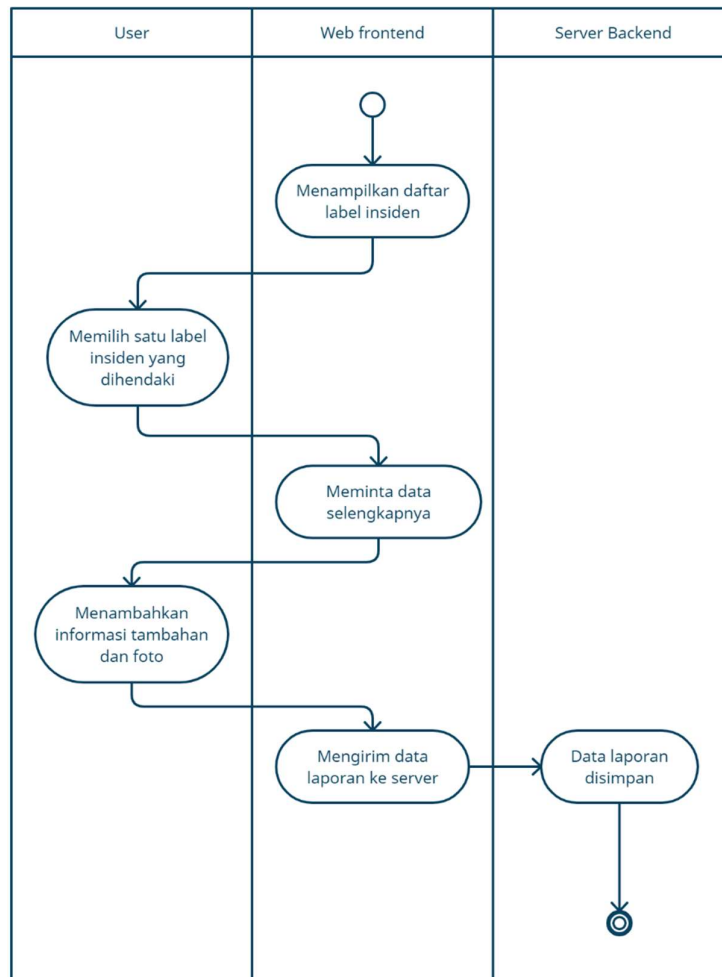 User
Web frontend
Server Backend
Menampilkan daftar
label insiden
Memilih satu label
insiden yang
dihendaki
Meminta data
selengkapnya
Menambahkan
informasi tambahan
dan foto
Mengirim data
laporan ke server
Data laporan
disimpan